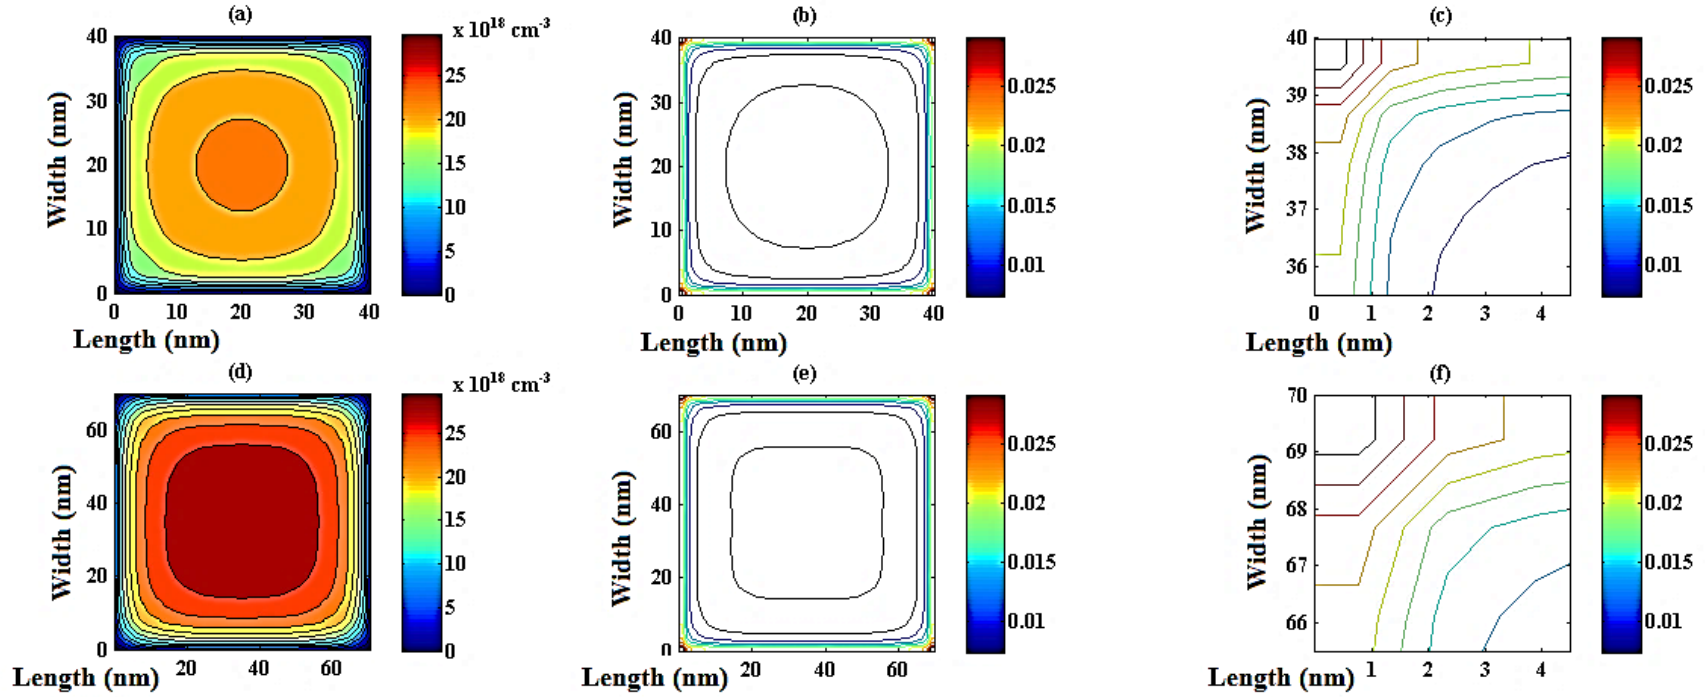 (a)
x 10¹⁸ cm⁻³
40
30
20
10
0
Width (nm)
0 10 20 30 40
Length (nm)
25
20
15
10
5
0
(b)
40
30
20
10
0
Width (nm)
0 10 20 30 40
Length (nm)
0.025
0.02
0.015
0.01
(c)
40
39
38
37
36
Width (nm)
0 1 2 3 4
Length (nm)
0.025
0.02
0.015
0.01
(d)
x 10¹⁸ cm⁻³
60
40
20
0
Width (nm)
Length (nm) 20 40 60
25
20
15
10
5
0
(e)
60
40
20
0
Width (nm)
Length (nm) 20 40 60
0.025
0.02
0.015
0.01
(f)
70
69
68
67
66
Width (nm)
Length (nm) 1 2 3 4
0.025
0.02
0.015
0.01